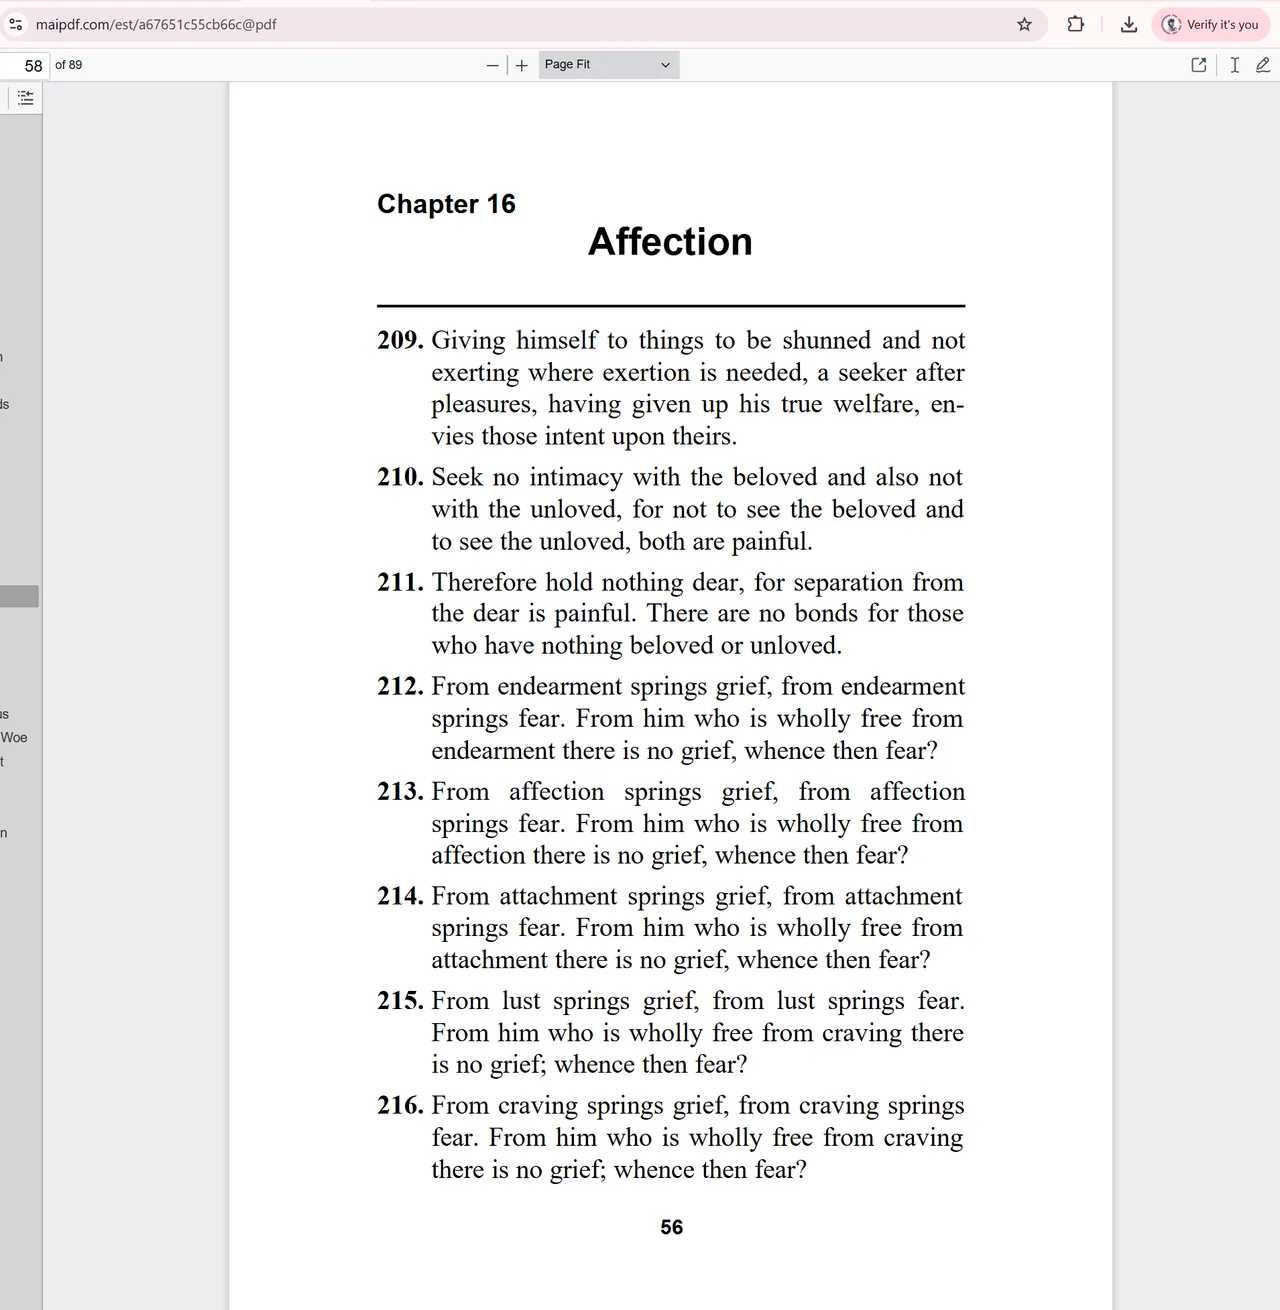 maipdf.com/est/a67651c55cb66c@pdf
Verify it's you
58 of 89
Page Fit
ds
us
Woe
t
n
Chapter 16
Affection
209. Giving himself to things to be shunned and not
exerting where exertion is needed, a seeker after
pleasures, having given up his true welfare, en-
vies those intent upon theirs.
210. Seek no intimacy with the beloved and also not
with the unloved, for not to see the beloved and
to see the unloved, both are painful.
211. Therefore hold nothing dear, for separation from
the dear is painful. There are no bonds for those
who have nothing beloved or unloved.
212. From endearment springs grief, from endearment
springs fear. From him who is wholly free from
endearment there is no grief, whence then fear?
213. From affection springs grief, from affection
springs fear. From him who is wholly free from
affection there is no grief, whence then fear?
214. From attachment springs grief, from attachment
springs fear. From him who is wholly free from
attachment there is no grief, whence then fear?
215. From lust springs grief, from lust springs fear.
From him who is wholly free from craving there
is no grief; whence then fear?
216. From craving springs grief, from craving springs
fear. From him who is wholly free from craving
there is no grief; whence then fear?
56